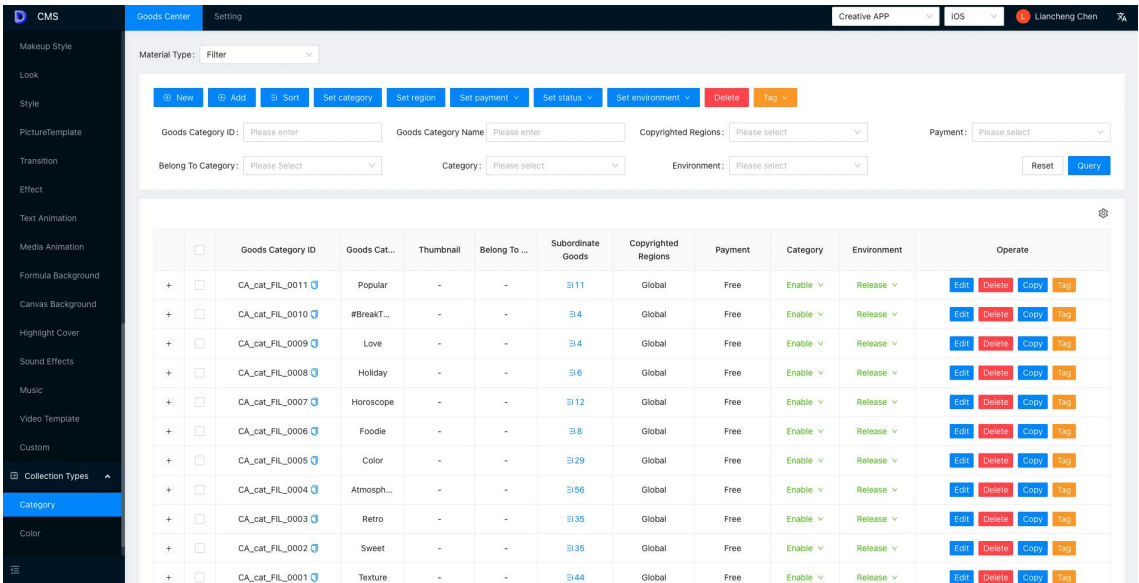 CMS Goods Center Setting Creative APP iOS L Liancheng Chen
Makeup Style
Look
Style
PictureTemplate
Transition
Effect
Text Animation
Media Animation
Formula Background
Canvas Background
Highlight Cover
Sound Effects
Music
Video Template
Custom
Collection Types
Category
Color
Material Type: Filter
New Add Sort Set category Set region Set payment Set status Set environment Delete Tag
Goods Category ID: Please enter Goods Category Name Please enter Copyrighted Regions: Please select Payment: Please select
Belong To Category: Please Select Category: Please select Environment: Please select Reset Query
Goods Category ID Goods Cat... Thumbnail Belong To ... Subordinate Goods Copyrighted Regions Payment Category Environment Operate
+ CA_cat_FIL_0011 Popular - - 11 Global Free Enable Release Edit Delete Copy Tag
+ CA_cat_FIL_0010 #BreakT... - - 4 Global Free Enable Release Edit Delete Copy Tag
+ CA_cat_FIL_0009 Love - - 4 Global Free Enable Release Edit Delete Copy Tag
+ CA_cat_FIL_0008 Holiday - - 6 Global Free Enable Release Edit Delete Copy Tag
+ CA_cat_FIL_0007 Horoscope - - 12 Global Free Enable Release Edit Delete Copy Tag
+ CA_cat_FIL_0006 Foodie - - 8 Global Free Enable Release Edit Delete Copy Tag
+ CA_cat_FIL_0005 Color - - 29 Global Free Enable Release Edit Delete Copy Tag
+ CA_cat_FIL_0004 Atmosph... - - 56 Global Free Enable Release Edit Delete Copy Tag
+ CA_cat_FIL_0003 Retro - - 35 Global Free Enable Release Edit Delete Copy Tag
+ CA_cat_FIL_0002 Sweet - - 35 Global Free Enable Release Edit Delete Copy Tag
+ CA_cat_FIL_0001 Texture - - 44 Global Free Enable Release Edit Delete Copy Tag